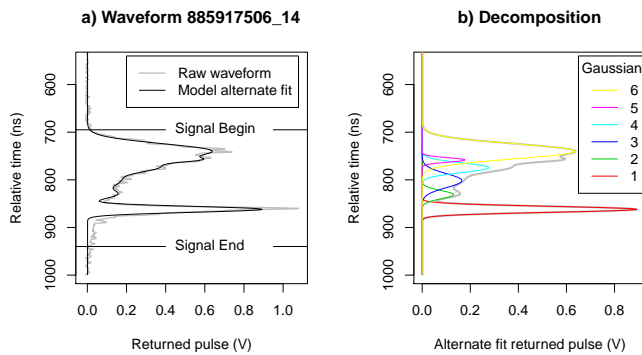 a) Waveform 885917506_14
Relative time (ns)
600
700
800
900
1000
Raw waveform
Model alternate fit
Signal Begin
Signal End
0.0 0.2 0.4 0.6 0.8 1.0
Returned pulse (V)
b) Decomposition
Relative time (ns)
600
700
800
900
1000
Gaussian
6
5
4
3
2
1
0.0 0.2 0.4 0.6 0.8
Alternate fit returned pulse (V)